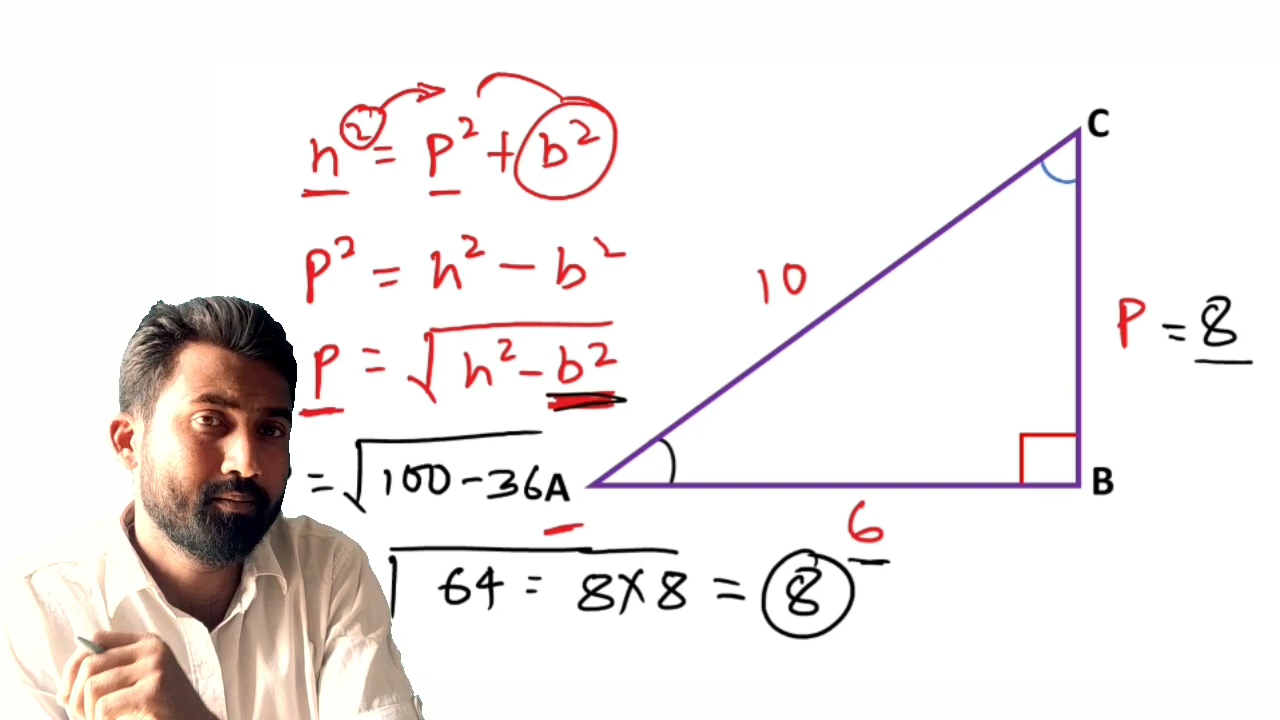 h² = p² + b²
p² = h² - b²
p = √h² - b²
= √100 - 36
√64 = 8×8 = 8
C
10
P = 8
A
B
6